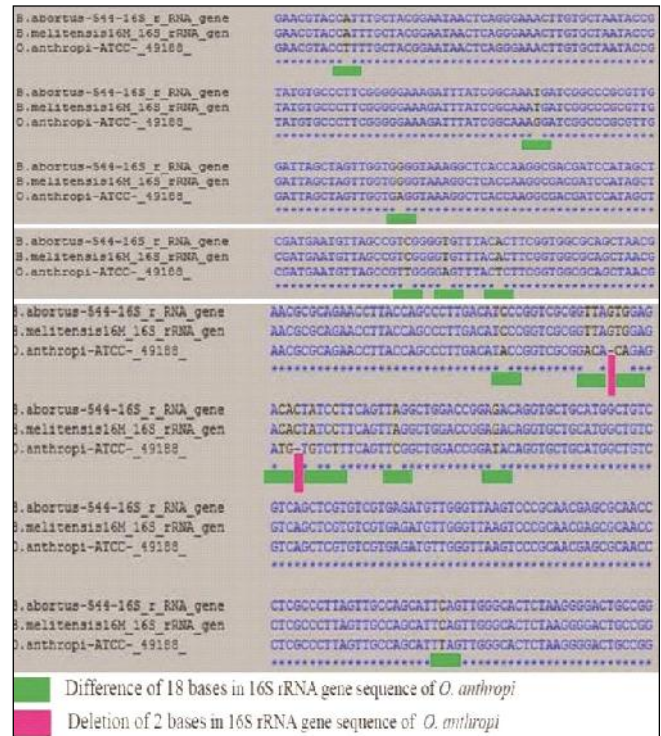 B.abortus-544-16S_r_RNA_gene GAACGTACCATTTGCTACGGAATAACTCAGGGAAACTTGTGCTAATACCG
B.melitensis16M_16S_rRNA_gen GAACGTACCATTTGCTACGGAATAACTCAGGGAAACTTGTGCTAATACCG
O.anthropi-ATCC-_49188_ GAACGTACCTTTTGCTACGGAATAACTCAGGGAAACTTGTGCTAATACCG
B.abortus-544-16S_r_RNA_gene TATGTGCCCTTCGGGGGAAAGATTTATCGGCAAATGATCGGCCCGCGTTG
B.melitensis16M_16S_rRNA_gen TATGTGCCCTTCGGGGGAAAGATTTATCGGCAAATGATCGGCCCGCGTTG
O.anthropi-ATCC-_49188_ TATGTGCCCTTCGGGGGAAAGATTTATCGGCAAAGGATCGGCCCGCGTTG
B.abortus-544-16S_r_RNA_gene GATTAGCTAGTTGGTGGGGTAAAGGCTCACCAAGGCGACGATCCATAGCT
B.melitensis16M_16S_rRNA_gen GATTAGCTAGTTGGTGGGGTAAAGGCTCACCAAGGCGACGATCCATAGCT
O.anthropi-ATCC-_49188_ GATTAGCTAGTTGGTGAGGTAAAGGCTCACCAAGGCGACGATCCATAGCT
B.abortus-544-16S_r_RNA_gene CGATGAATGTTAGCCGTCGGGGTGTTTACACTTCGGTGGCGCAGCTAACG
B.melitensis16M_16S_rRNA_gen CGATGAATGTTAGCCGTCGGGGTGTTTACACTTCGGTGGCGCAGCTAACG
O.anthropi-ATCC-_49188_ CGATGAATGTTAGCCGTTGGGGAGTTTACTCTTCGGTGGCGCAGCTAACG
B.abortus-544-16S_r_RNA_gene AACGCGCAGAACCTTACCAGCCCTTGACATCCCGGTCGCGGTTAGTGGAG
B.melitensis16M_16S_rRNA_gen AACGCGCAGAACCTTACCAGCCCTTGACATCCCGGTCGCGGTTAGTGGAG
O.anthropi-ATCC-_49188_ AACGCGCAGAACCTTACCAGCCCTTGACATACCGGTCGCGGACA-CAGAG
B.abortus-544-16S_r_RNA_gene ACACTATCCTTCAGTTAGGCTGGACCGGAGACAGGTGCTGCATGGCTGTC
B.melitensis16M_16S_rRNA_gen ACACTATCCTTCAGTTAGGCTGGACCGGAGACAGGTGCTGCATGGCTGTC
O.anthropi-ATCC-_49188_ ATG-TGTCTTTCAGTTCGGCTGGACCGGATACAGGTGCTGCATGGCTGTC
B.abortus-544-16S_r_RNA_gene GTCAGCTCGTGTCGTGAGATGTTGGGTTAAGTCCCGCAACGAGCGCAACC
B.melitensis16M_16S_rRNA_gen GTCAGCTCGTGTCGTGAGATGTTGGGTTAAGTCCCGCAACGAGCGCAACC
O.anthropi-ATCC-_49188_ GTCAGCTCGTGTCGTGAGATGTTGGGTTAAGTCCCGCAACGAGCGCAACC
B.abortus-544-16S_r_RNA_gene CTCGCCCTTAGTTGCCAGCATTCAGTTGGGCACTCTAAGGGGACTGCCGG
B.melitensis16M_16S_rRNA_gen CTCGCCCTTAGTTGCCAGCATTCAGTTGGGCACTCTAAGGGGACTGCCGG
O.anthropi-ATCC-_49188_ CTCGCCCTTAGTTGCCAGCATTTAGTTGGGCACTCTAAGGGGACTGCCGG
Difference of 18 bases in 16S rRNA gene sequence of O. anthropi
Deletion of 2 bases in 16S rRNA gene sequence of O. anthropi